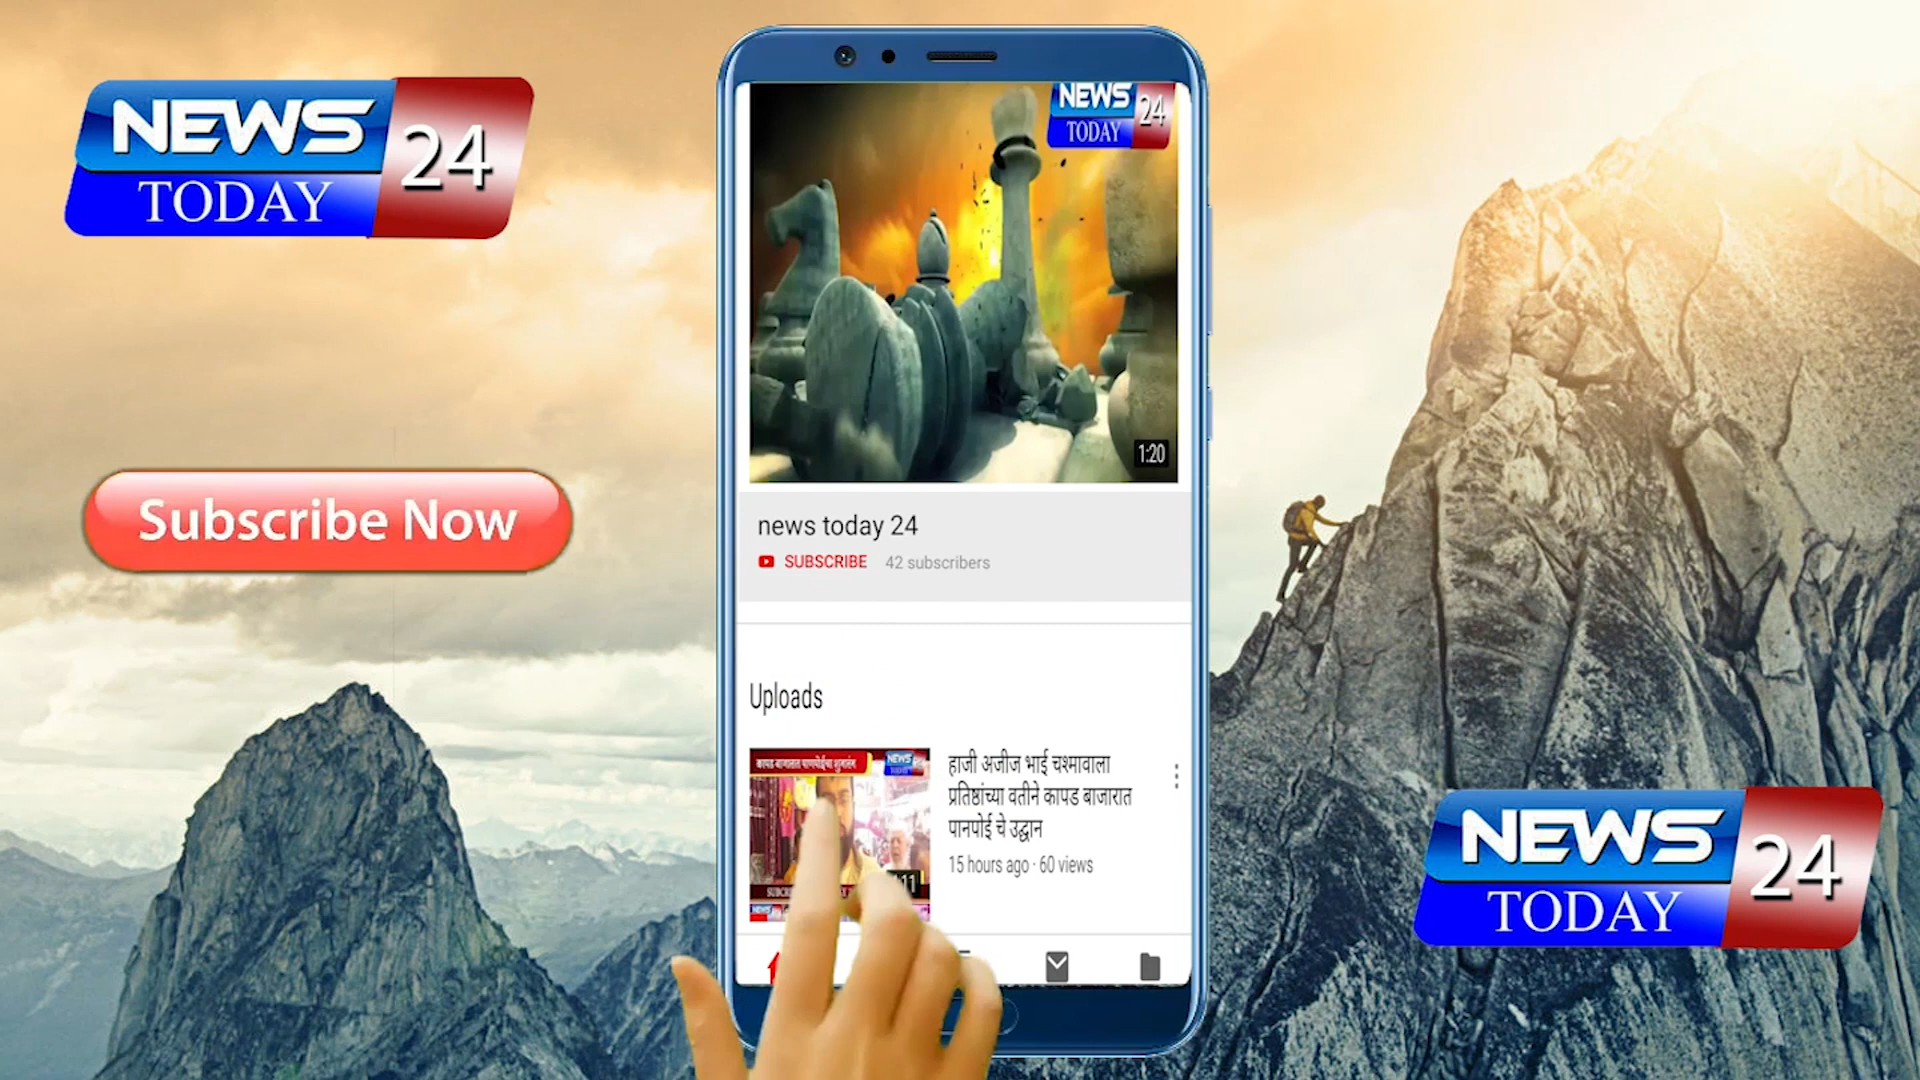 NEWS
TODAY
24
Subscribe Now
NEWS
TODAY
24
1:20
news today 24
SUBSCRIBE 42 subscribers
Uploads
हाजी अजीज भाई चश्मावाला
प्रतिष्ठांच्या वतीने कापड बाजारात
पानपोई चे उद्घान
15 hours ago · 60 views
NEWS
NEWS
TODAY
24